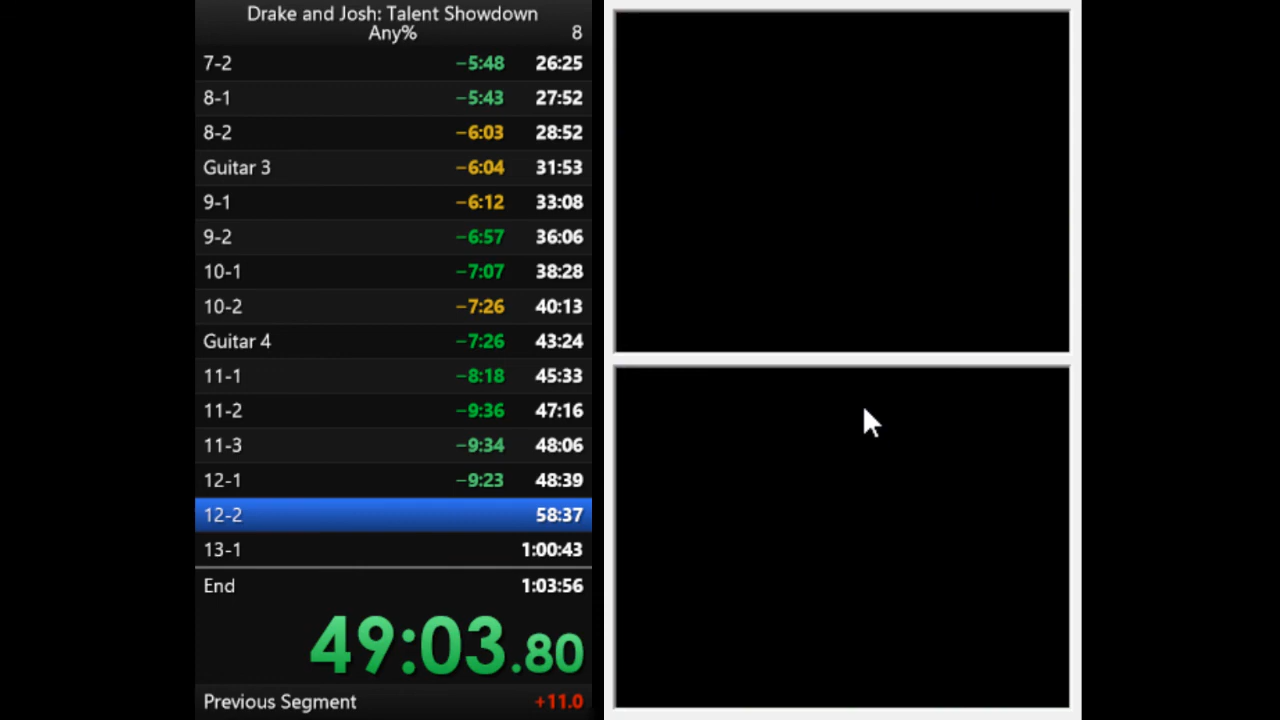 Drake and Josh: Talent Showdown
Any% 8
7-2 −5:48 26:25
8-1 −5:43 27:52
8-2 −6:03 28:52
Guitar 3 −6:04 31:53
9-1 −6:12 33:08
9-2 −6:57 36:06
10-1 −7:07 38:28
10-2 −7:26 40:13
Guitar 4 −7:26 43:24
11-1 −8:18 45:33
11-2 −9:36 47:16
11-3 −9:34 48:06
12-1 −9:23 48:39
12-2 58:37
13-1 1:00:43
End 1:03:56
49:03.80
Previous Segment +11.0